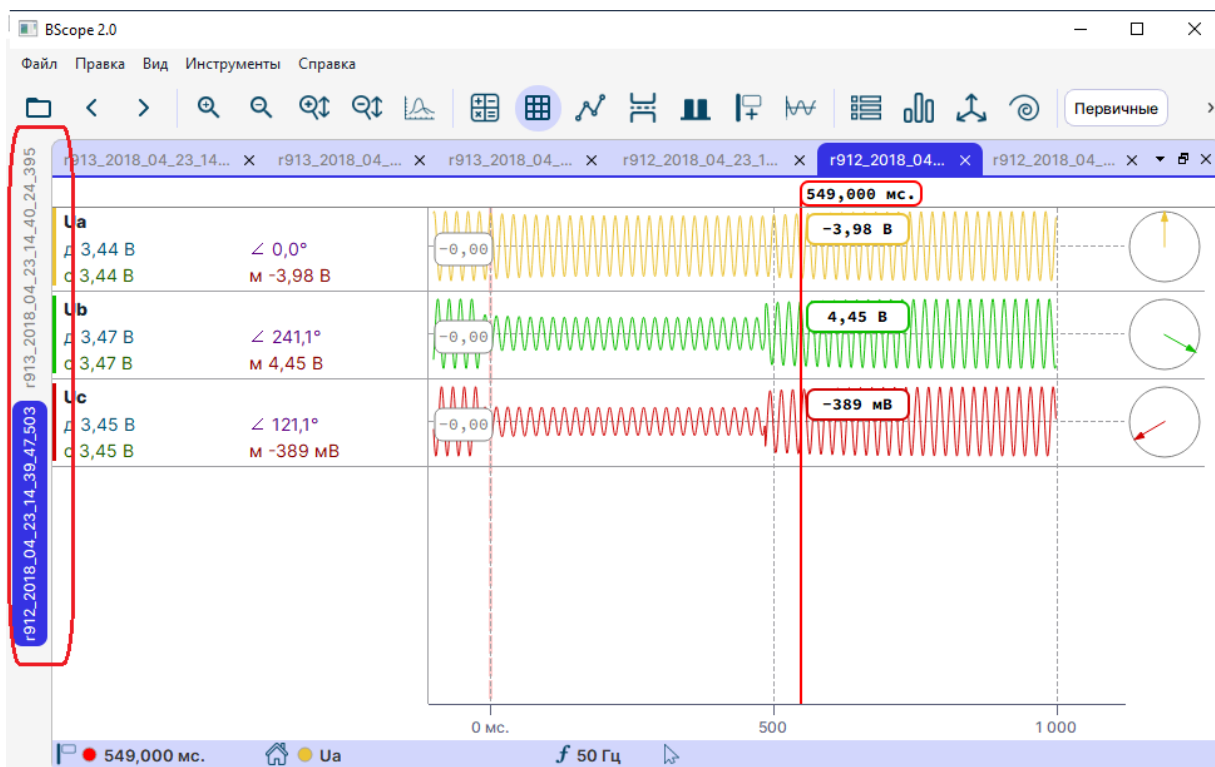 BScope 2.0
Файл Правка Вид Инструменты Справка
Первичные
r913_2018_04_23_14_40_24_395
r912_2018_04_23_14_39_47_503
r913_2018_04_23_14... r913_2018_04_... r913_2018_04_... r912_2018_04_23_1... r912_2018_04... r912_2018_04_...
549,000 мс.
Ua
д 3,44 В ∠ 0,0°
с 3,44 В м -3,98 В
-0,00
-3,98 В
Ub
д 3,47 В ∠ 241,1°
с 3,47 В м 4,45 В
-0,00
4,45 В
Uc
д 3,45 В ∠ 121,1°
с 3,45 В м -389 мВ
-0,00
-389 мВ
0 мс. 500 1 000
549,000 мс. Ua f 50 Гц